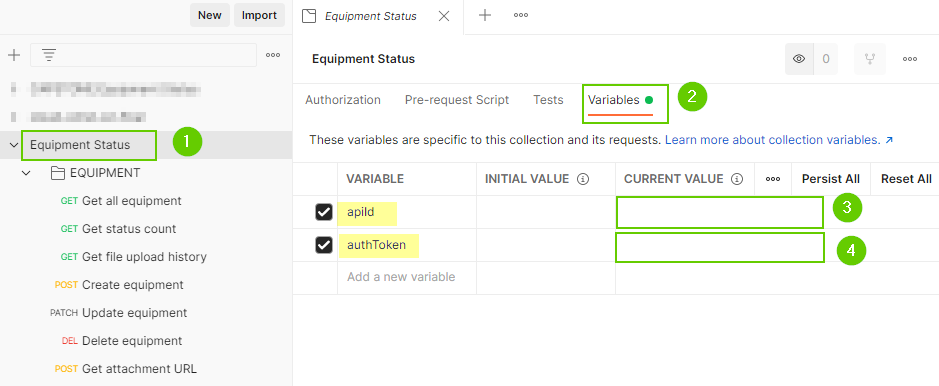 New Import
Equipment Status
Equipment Status
0
Authorization Pre-request Script Tests Variables 2
These variables are specific to this collection and its requests. Learn more about collection variables. ↗
Equipment Status 1
EQUIPMENT
GET Get all equipment
GET Get status count
GET Get file upload history
POST Create equipment
PATCH Update equipment
DEL Delete equipment
POST Get attachment URL
VARIABLE INITIAL VALUE CURRENT VALUE Persist All Reset All
apiId 3
authToken 4
Add a new variable